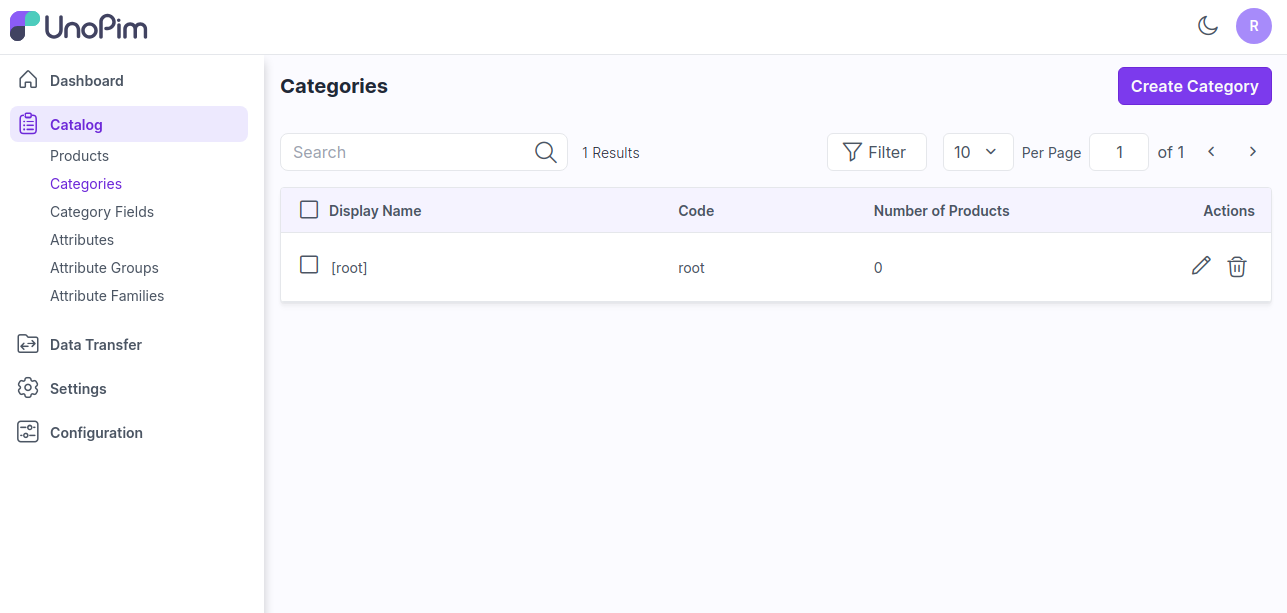 UnoPim
R
Dashboard
Catalog
Products
Categories
Category Fields
Attributes
Attribute Groups
Attribute Families
Data Transfer
Settings
Configuration
Categories
Create Category
Search
1 Results
Filter
10
Per Page
1
of 1
Display Name Code Number of Products Actions
[root] root 0